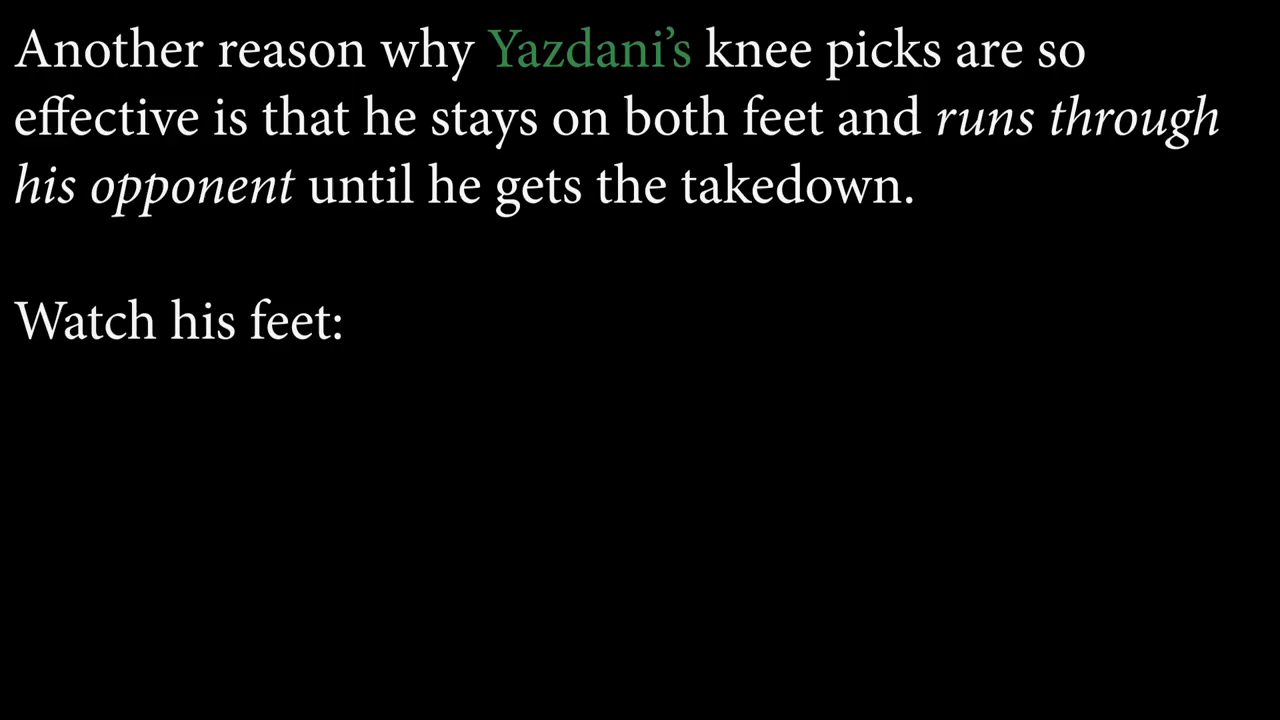 Another reason why Yazdani’s knee picks are so
effective is that he stays on both feet and runs through
his opponent until he gets the takedown.
Watch his feet: